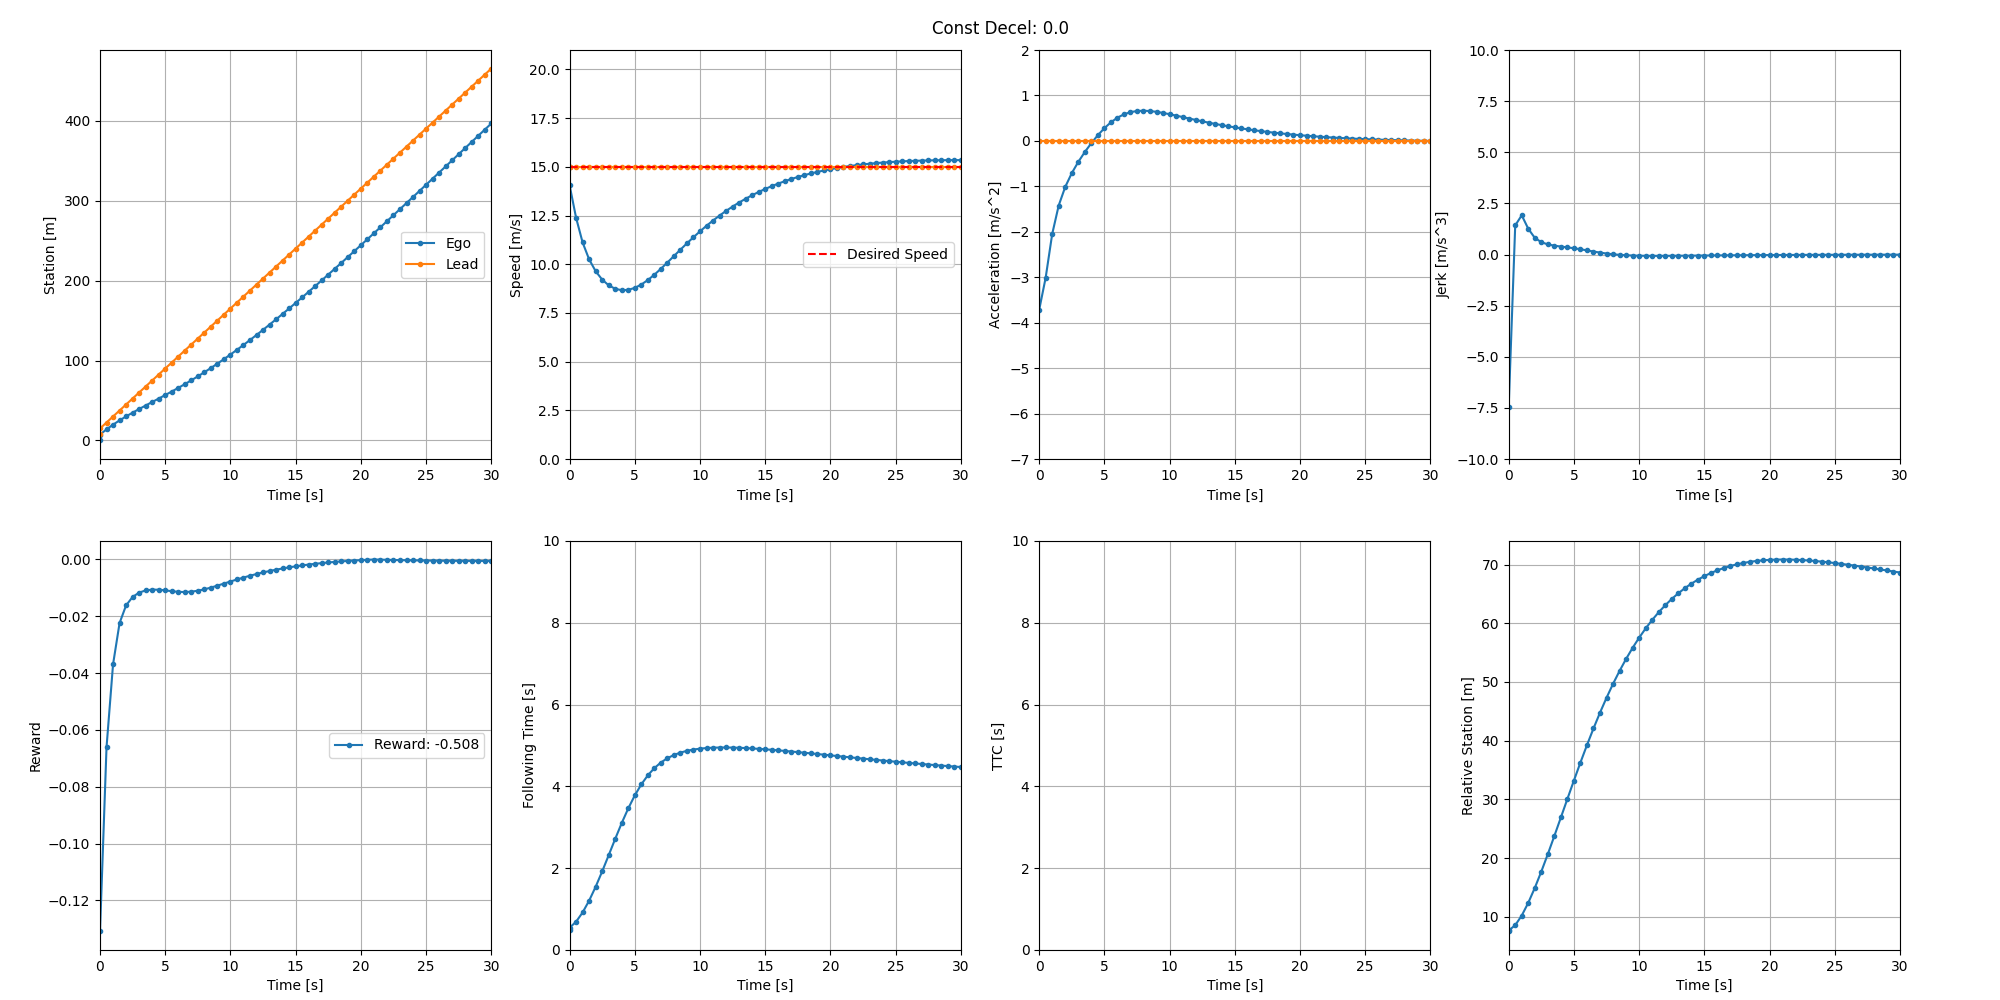 Const Decel: 0.0
Station [m]
400
300
200
100
0
Ego
Lead
0 5 10 15 20 25 30
Time [s]
Speed [m/s]
20.0
17.5
15.0
12.5
10.0
7.5
5.0
2.5
0.0
Desired Speed
0 5 10 15 20 25 30
Time [s]
Acceleration [m/s^2]
2
1
0
−1
−2
−3
−4
−5
−6
−7
0 5 10 15 20 25 30
Time [s]
Jerk [m/s^3]
10.0
7.5
5.0
2.5
0.0
−2.5
−5.0
−7.5
−10.0
0 5 10 15 20 25 30
Time [s]
Reward
0.00
−0.02
−0.04
−0.06
−0.08
−0.10
−0.12
Reward: -0.508
0 5 10 15 20 25 30
Time [s]
Following Time [s]
10
8
6
4
2
0
0 5 10 15 20 25 30
Time [s]
TTC [s]
10
8
6
4
2
0
0 5 10 15 20 25 30
Time [s]
Relative Station [m]
70
60
50
40
30
20
10
0 5 10 15 20 25 30
Time [s]